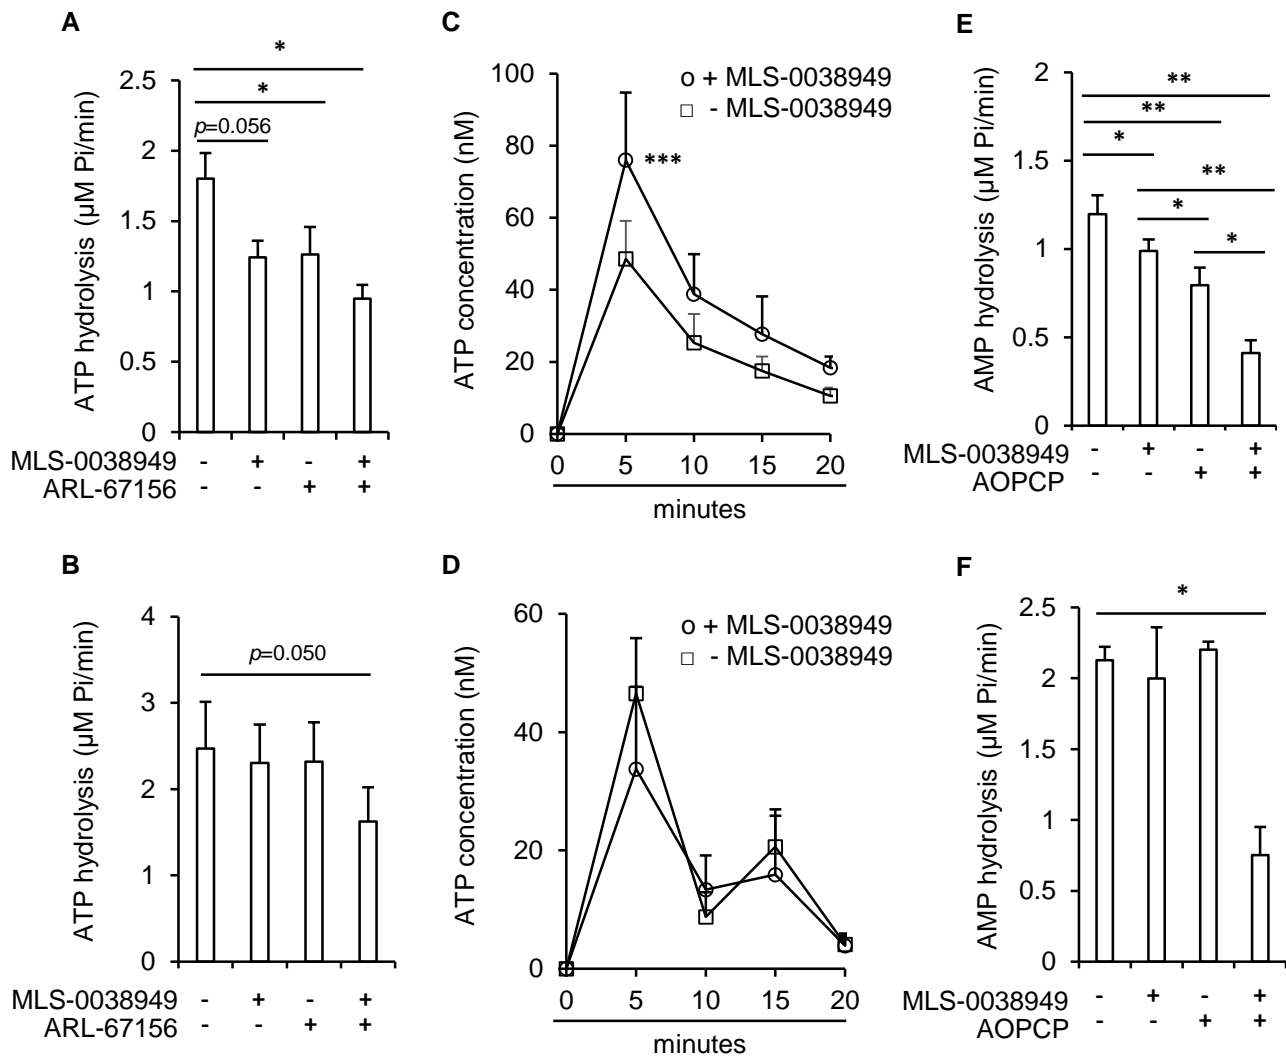 A
*
*
p=0.056
ATP hydrolysis (µM Pi/min)
2.5
2
1.5
1
0.5
0
MLS-0038949 - + - +
ARL-67156 - - + +
C
o + MLS-0038949
□ - MLS-0038949
***
ATP concentration (nM)
100
80
60
40
20
0
0 5 10 15 20
minutes
E
**
**
*
**
*
*
AMP hydrolysis (µM Pi/min)
2
1.5
1
0.5
0
MLS-0038949 - + - +
AOPCP - - + +
B
p=0.050
ATP hydrolysis (µM Pi/min)
4
3
2
1
0
MLS-0038949 - + - +
ARL-67156 - - + +
D
o + MLS-0038949
□ - MLS-0038949
ATP concentration (nM)
60
40
20
0
0 5 10 15 20
minutes
F
*
AMP hydrolysis (µM Pi/min)
2.5
2
1.5
1
0.5
0
MLS-0038949 - + - +
AOPCP - - + +